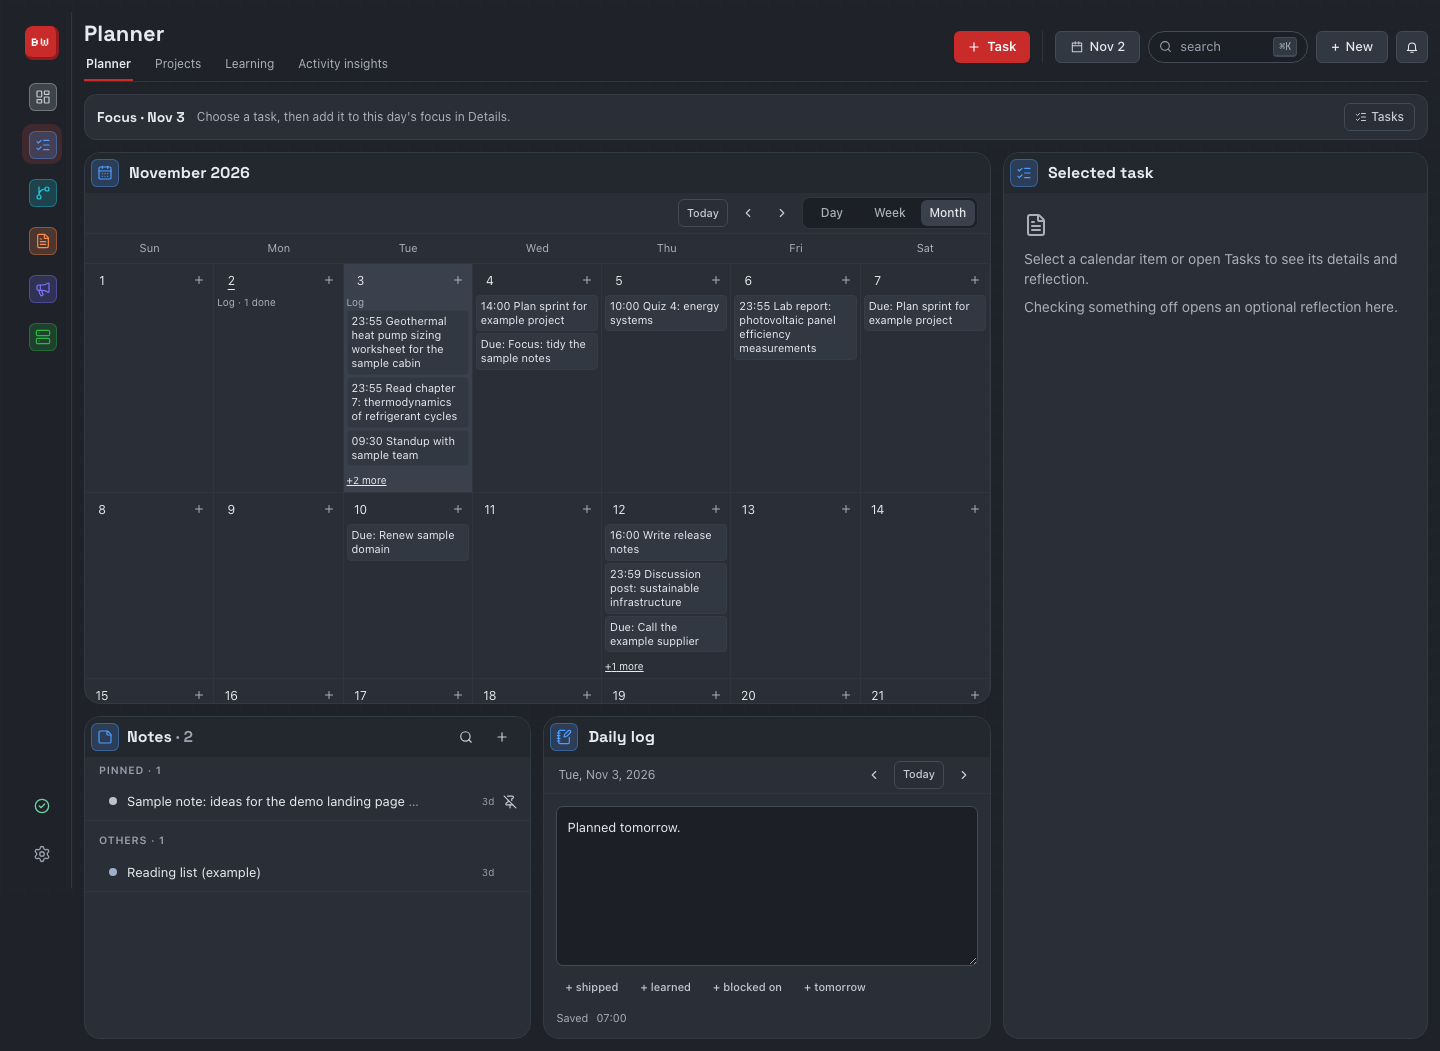 BW
Planner
Planner Projects Learning Activity insights
+ Task
Nov 2
search ⌘K
+ New
Focus · Nov 3 Choose a task, then add it to this day's focus in Details.
Tasks
November 2026
Today Day Week Month
Sun Mon Tue Wed Thu Fri Sat
1 +
2 +
Log · 1 done
3 +
Log
23:55 Geothermal
heat pump sizing
worksheet for the
sample cabin
23:55 Read chapter
7: thermodynamics
of refrigerant cycles
09:30 Standup with
sample team
+2 more
4 +
14:00 Plan sprint for
example project
Due: Focus: tidy the
sample notes
5 +
10:00 Quiz 4: energy
systems
6 +
23:55 Lab report:
photovoltaic panel
efficiency
measurements
7 +
Due: Plan sprint for
example project
8 +
9 +
10 +
Due: Renew sample
domain
11 +
12 +
16:00 Write release
notes
23:59 Discussion
post: sustainable
infrastructure
Due: Call the
example supplier
+1 more
13 +
14 +
15 +
16 +
17 +
18 +
19 +
20 +
21 +
Selected task
Select a calendar item or open Tasks to see its details and
reflection.
Checking something off opens an optional reflection here.
Notes · 2
PINNED · 1
Sample note: ideas for the demo landing page ... 3d
OTHERS · 1
Reading list (example) 3d
Daily log
Tue, Nov 3, 2026 Today
Planned tomorrow.
+ shipped + learned + blocked on + tomorrow
Saved 07:00